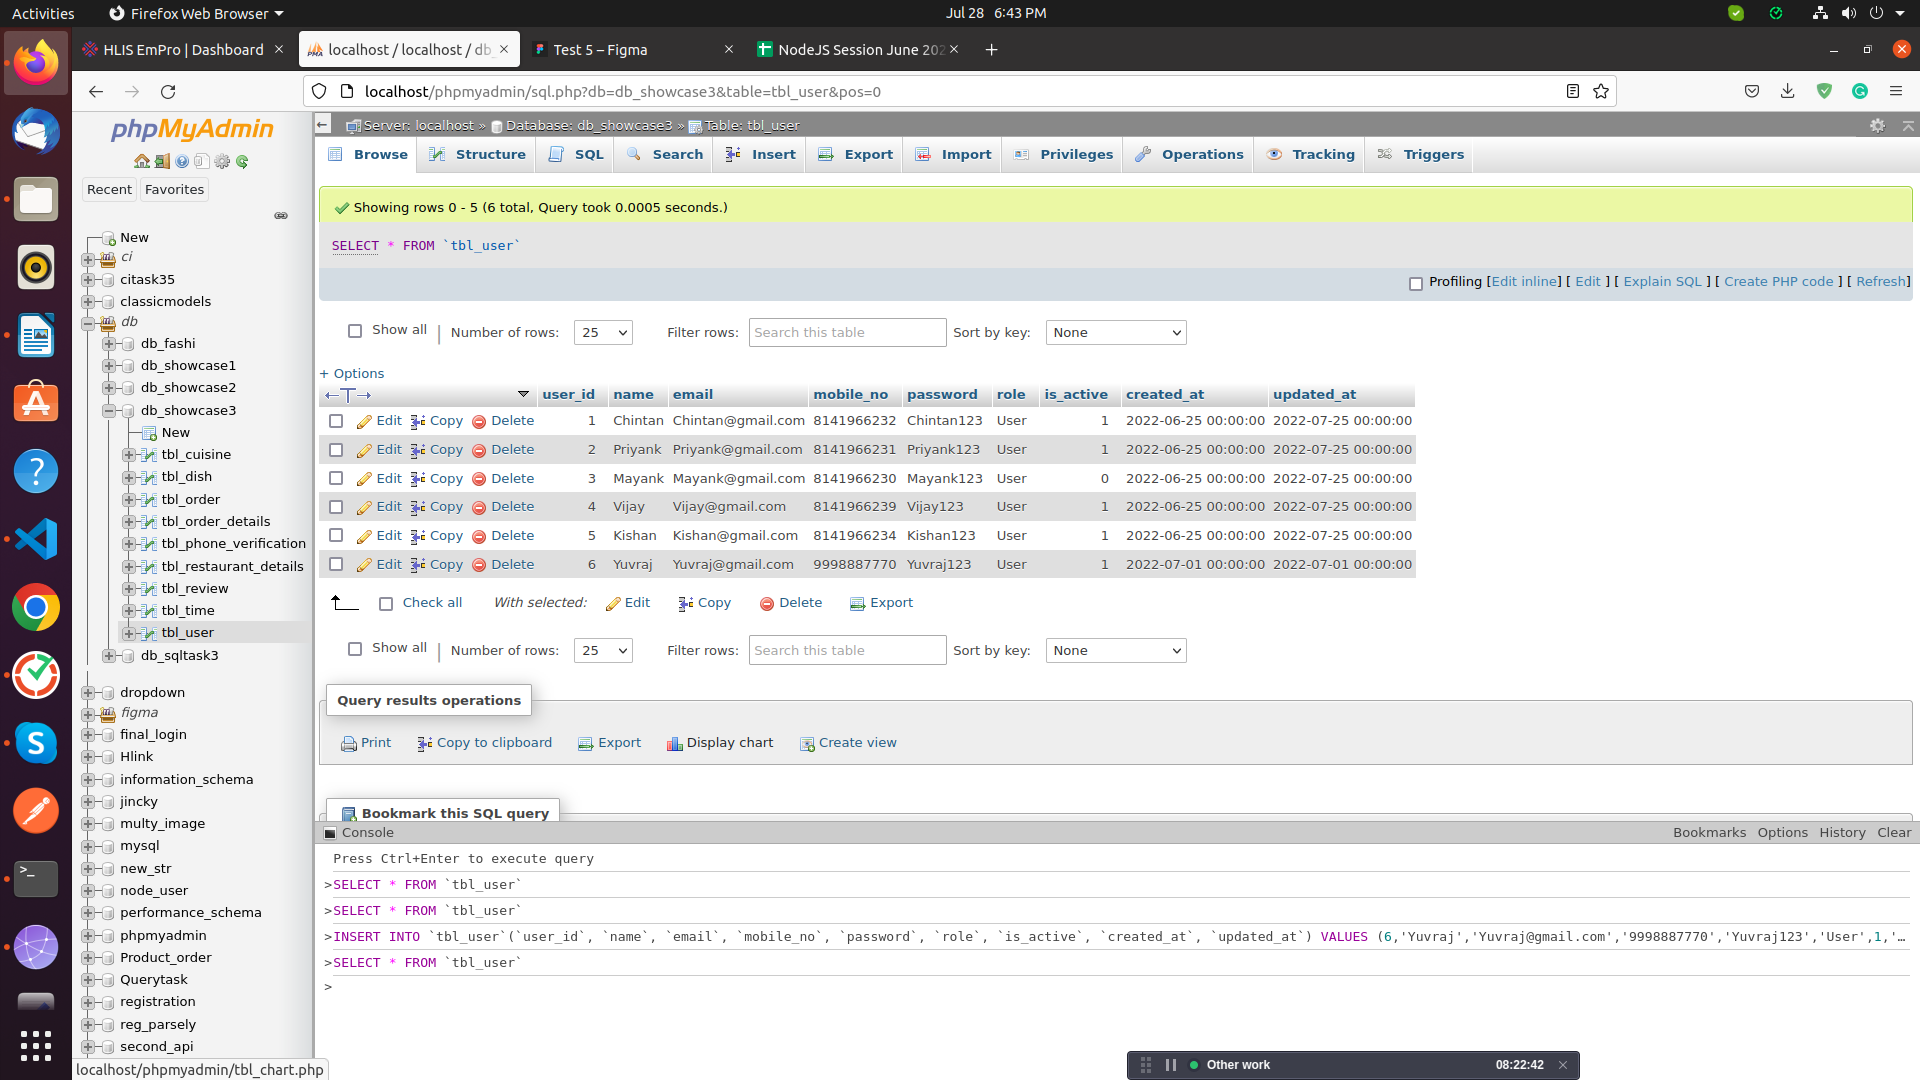 Activities
Firefox Web Browser
Jul 28 6:43 PM
HLIS EmPro | Dashboard
localhost / localhost / db
Test 5 – Figma
NodeJS Session June 202
localhost/phpmyadmin/sql.php?db=db_showcase3&table=tbl_user&pos=0
phpMyAdmin
Recent
Favorites
New
ci
citask35
classicmodels
db
db_fashi
db_showcase1
db_showcase2
db_showcase3
New
tbl_cuisine
tbl_dish
tbl_order
tbl_order_details
tbl_phone_verification
tbl_restaurant_details
tbl_review
tbl_time
tbl_user
db_sqltask3
dropdown
figma
final_login
Hlink
information_schema
jincky
multy_image
mysql
new_str
node_user
performance_schema
phpmyadmin
Product_order
Querytask
registration
reg_parsely
second_api
localhost/phpmyadmin/tbl_chart.php
Server: localhost » Database: db_showcase3 » Table: tbl_user
Browse Structure SQL Search Insert Export Import Privileges Operations Tracking Triggers
Showing rows 0 - 5 (6 total, Query took 0.0005 seconds.)
SELECT * FROM `tbl_user`
Profiling [Edit inline] [ Edit ] [ Explain SQL ] [ Create PHP code ] [ Refresh]
Show all | Number of rows: 25 Filter rows: Search this table Sort by key: None
+ Options
←T→ user_id name email mobile_no password role is_active created_at updated_at
Edit Copy Delete 1 Chintan Chintan@gmail.com 8141966232 Chintan123 User 1 2022-06-25 00:00:00 2022-07-25 00:00:00
Edit Copy Delete 2 Priyank Priyank@gmail.com 8141966231 Priyank123 User 1 2022-06-25 00:00:00 2022-07-25 00:00:00
Edit Copy Delete 3 Mayank Mayank@gmail.com 8141966230 Mayank123 User 0 2022-06-25 00:00:00 2022-07-25 00:00:00
Edit Copy Delete 4 Vijay Vijay@gmail.com 8141966239 Vijay123 User 1 2022-06-25 00:00:00 2022-07-25 00:00:00
Edit Copy Delete 5 Kishan Kishan@gmail.com 8141966234 Kishan123 User 1 2022-06-25 00:00:00 2022-07-25 00:00:00
Edit Copy Delete 6 Yuvraj Yuvraj@gmail.com 9998887770 Yuvraj123 User 1 2022-07-01 00:00:00 2022-07-01 00:00:00
Check all With selected: Edit Copy Delete Export
Show all | Number of rows: 25 Filter rows: Search this table Sort by key: None
Query results operations
Print Copy to clipboard Export Display chart Create view
Bookmark this SQL query
Console Bookmarks Options History Clear
Press Ctrl+Enter to execute query
>SELECT * FROM `tbl_user`
>SELECT * FROM `tbl_user`
>INSERT INTO `tbl_user`(`user_id`, `name`, `email`, `mobile_no`, `password`, `role`, `is_active`, `created_at`, `updated_at`) VALUES (6,'Yuvraj','Yuvraj@gmail.com','9998887770','Yuvraj123','User',1,'...
>SELECT * FROM `tbl_user`
>
Other work 08:22:42